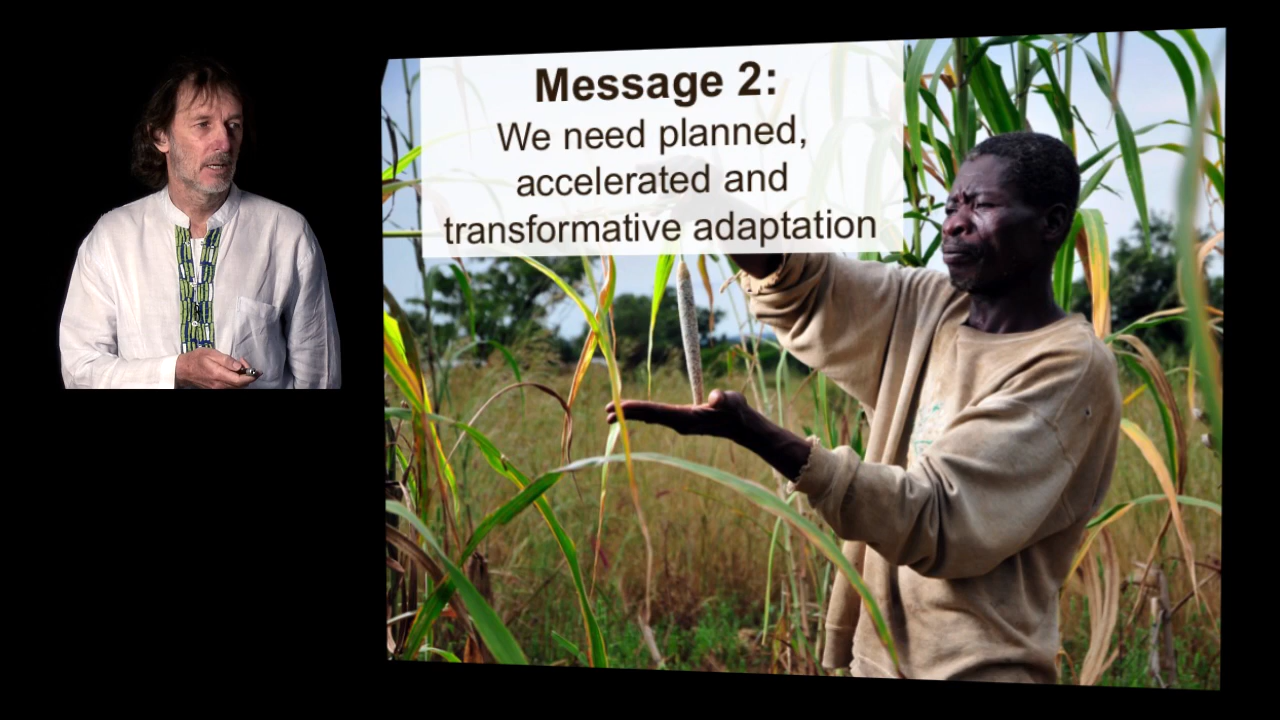 Message 2:
We need planned,
accelerated and
transformative adaptation